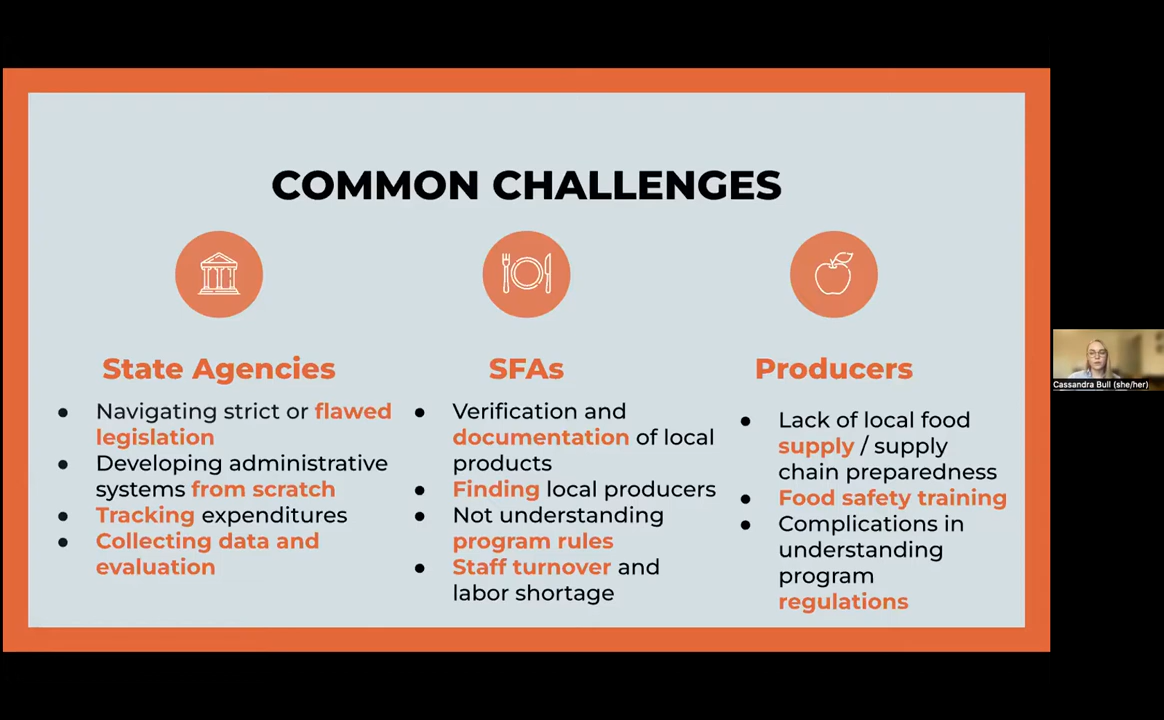 COMMON CHALLENGES
State Agencies
● Navigating strict or flawed
legislation
● Developing administrative
systems from scratch
● Tracking expenditures
● Collecting data and
evaluation
SFAs
● Verification and
documentation of local
products
● Finding local producers
● Not understanding
program rules
● Staff turnover and
labor shortage
Producers
● Lack of local food
supply / supply
chain preparedness
● Food safety training
● Complications in
understanding
program
regulations
Cassandra Bull (she/her)